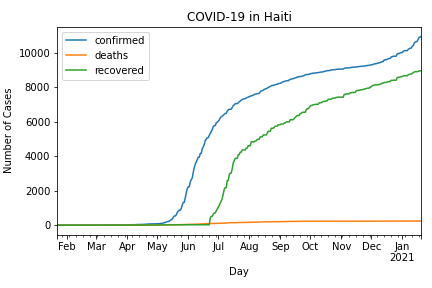 COVID-19 in Haiti
confirmed
deaths
recovered
Number of Cases
10000
8000
6000
4000
2000
0
Feb Mar Apr May Jun Jul Aug Sep Oct Nov Dec Jan
2021
Day